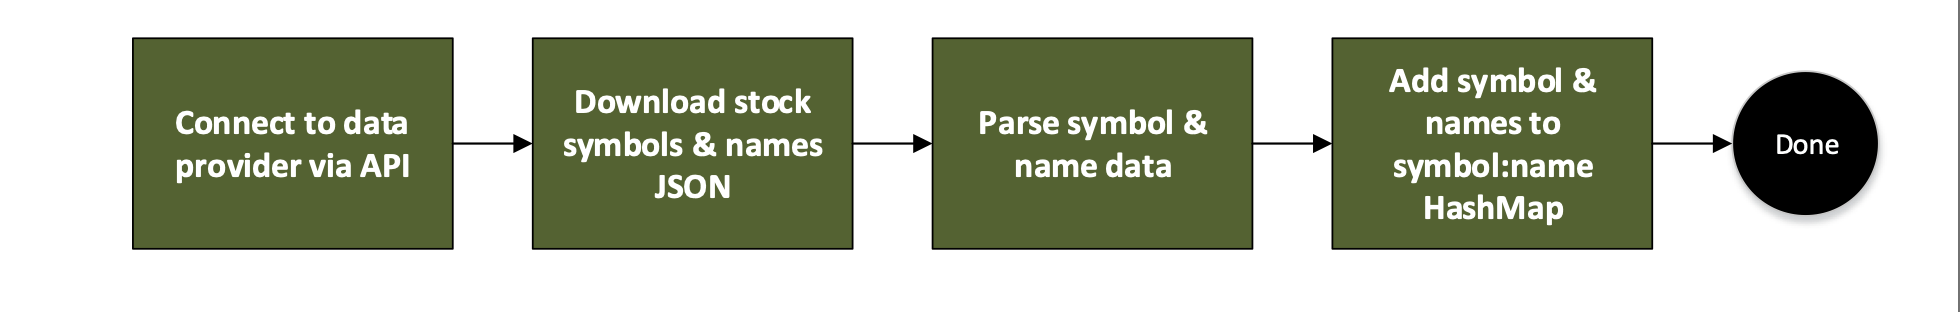 Connect to data
provider via API
Download stock
symbols & names
JSON
Parse symbol &
name data
Add symbol &
names to
symbol:name
HashMap
Done